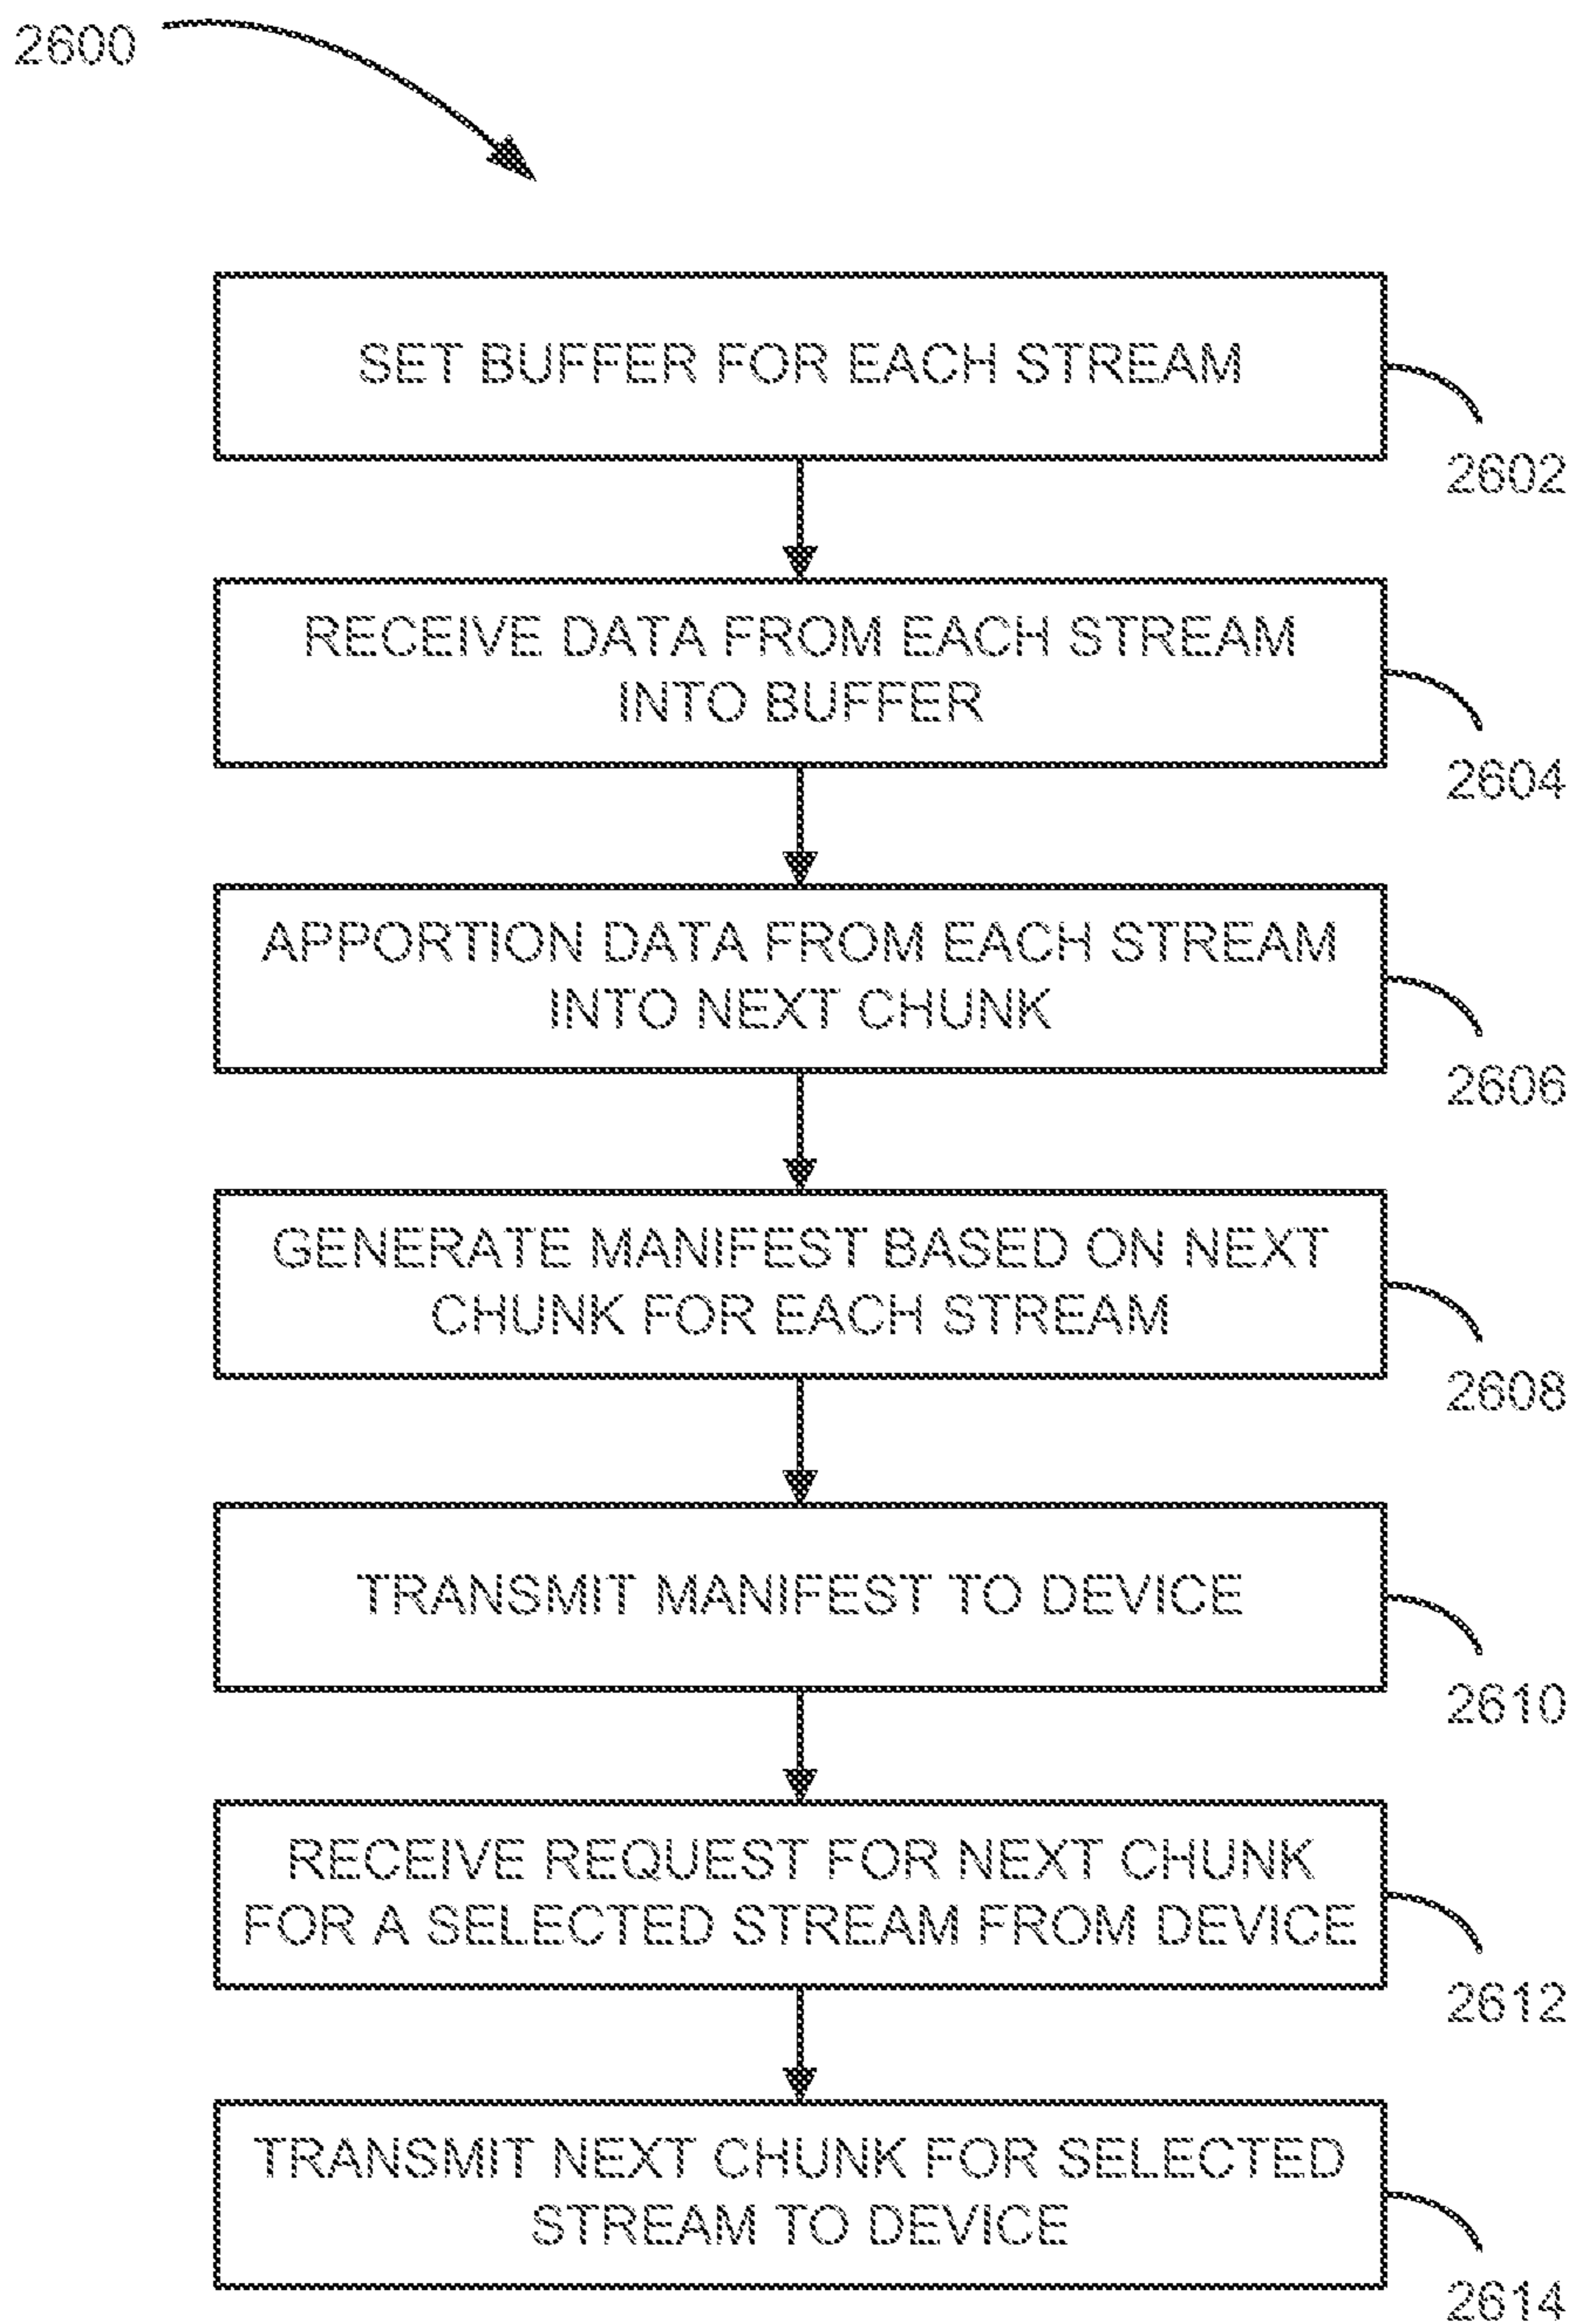 2600
SET BUFFER FOR EACH STREAM
2602
RECEIVE DATA FROM EACH STREAM
INTO BUFFER
2604
APPORTION DATA FROM EACH STREAM
INTO NEXT CHUNK
2606
GENERATE MANIFEST BASED ON NEXT
CHUNK FOR EACH STREAM
2608
TRANSMIT MANIFEST TO DEVICE
2610
RECEIVE REQUEST FOR NEXT CHUNK
FOR A SELECTED STREAM FROM DEVICE
2612
TRANSMIT NEXT CHUNK FOR SELECTED
STREAM TO DEVICE
2614